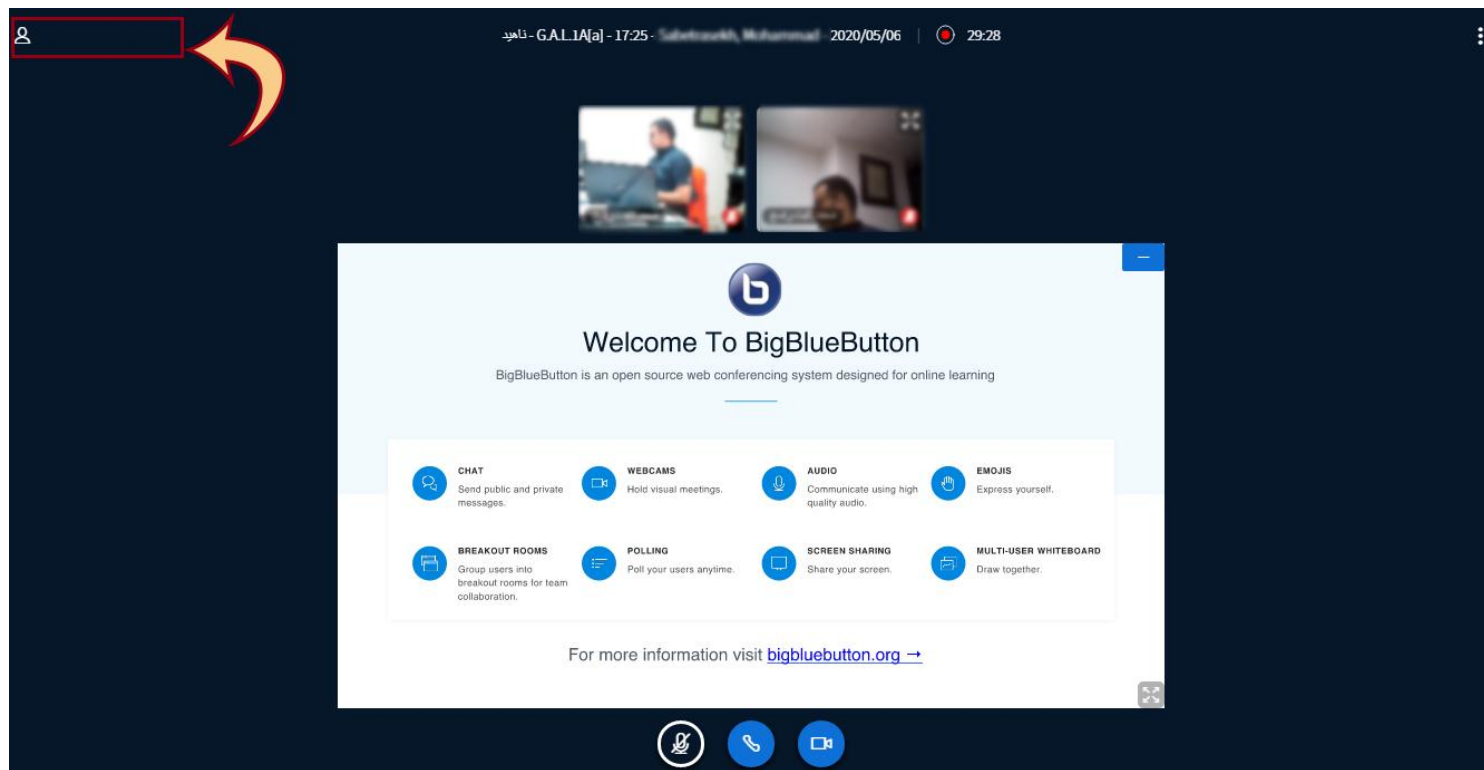 ناهید - G.A.L.1A[a] - 17:25 - 2020/05/06 | 29:28
Welcome To BigBlueButton
BigBlueButton is an open source web conferencing system designed for online learning
CHAT
Send public and private
messages.
WEBCAMS
Hold visual meetings.
AUDIO
Communicate using high
quality audio.
EMOJIS
Express yourself.
BREAKOUT ROOMS
Group users into
breakout rooms for team
collaboration.
POLLING
Poll your users anytime.
SCREEN SHARING
Share your screen.
MULTI-USER WHITEBOARD
Draw together.
For more information visit bigbluebutton.org →